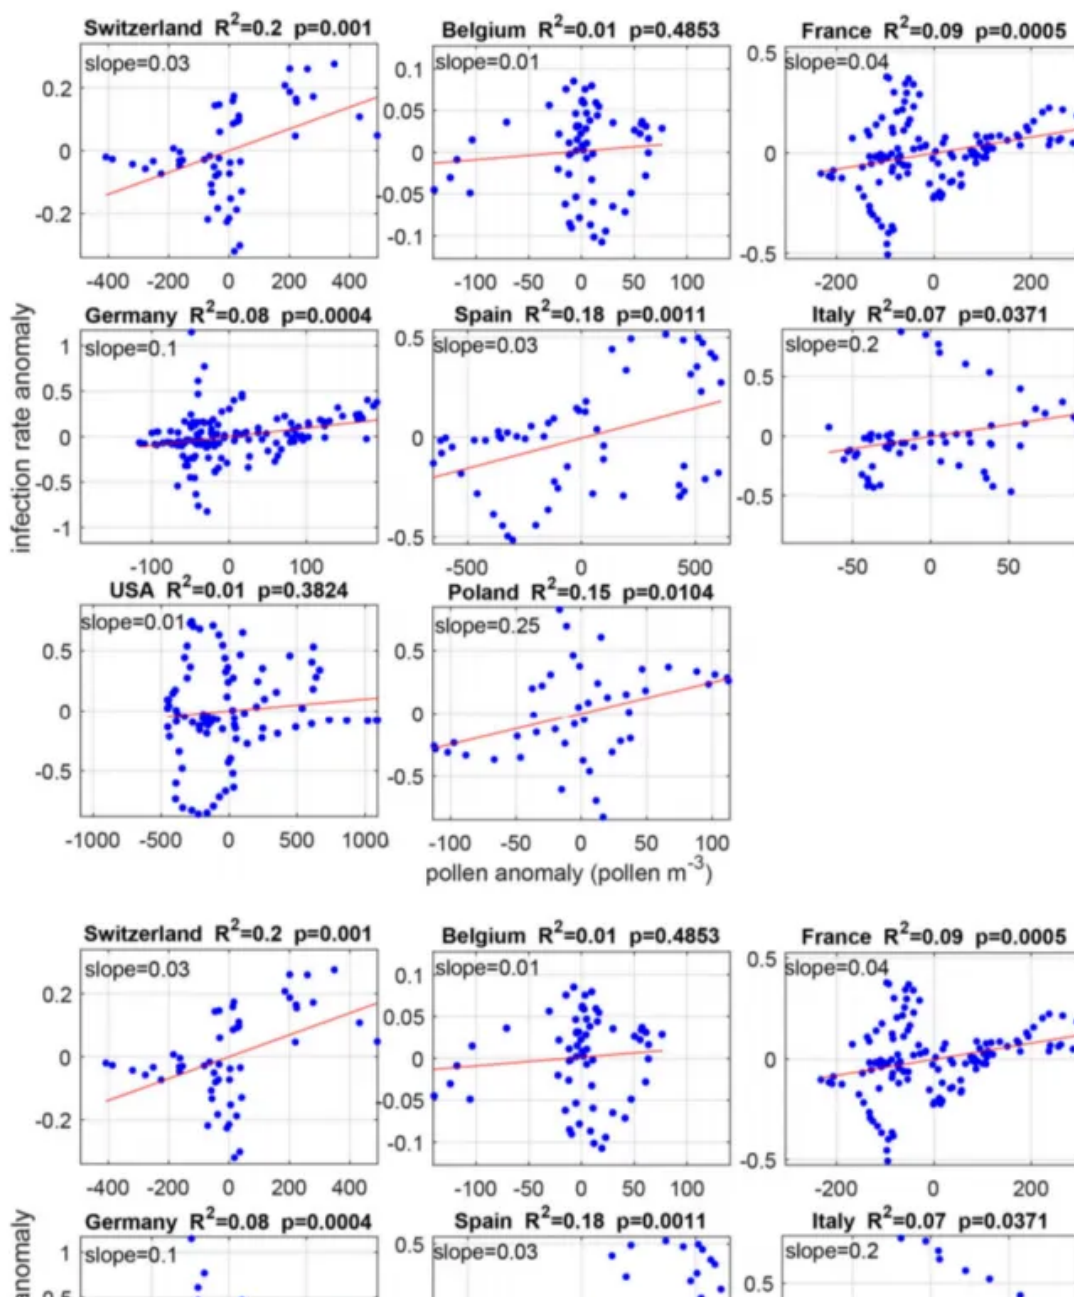 Switzerland R²=0.2 p=0.001 Belgium R²=0.01 p=0.4853 France R²=0.09 p=0.0005
slope=0.03 slope=0.01 slope=0.04
0.2 0 -0.2
0.1 0.05 0 -0.05 -0.1
0.5 0 -0.5
-400 -200 0 200 400 -100 -50 0 50 100 -200 0 200
infection rate anomaly
Germany R²=0.08 p=0.0004 Spain R²=0.18 p=0.0011 Italy R²=0.07 p=0.0371
slope=0.1 slope=0.03 slope=0.2
1 0.5 0 -0.5 -1
0.5 0 -0.5
0.5 0 -0.5
-100 0 100 -500 0 500 -50 0 50
USA R²=0.01 p=0.3824 Poland R²=0.15 p=0.0104
slope=0.01 slope=0.25
0.5 0 -0.5
0.5 0 -0.5
-1000 -500 0 500 1000 -100 -50 0 50 100
pollen anomaly (pollen m⁻³)
Switzerland R²=0.2 p=0.001 Belgium R²=0.01 p=0.4853 France R²=0.09 p=0.0005
slope=0.03 slope=0.01 slope=0.04
0.2 0 -0.2
0.1 0.05 0 -0.05 -0.1
0.5 0 -0.5
-400 -200 0 200 400 -100 -50 0 50 100 -200 0 200
anomaly
Germany R²=0.08 p=0.0004 Spain R²=0.18 p=0.0011 Italy R²=0.07 p=0.0371
slope=0.1 slope=0.03 slope=0.2
1 0.5
0.5
0.5